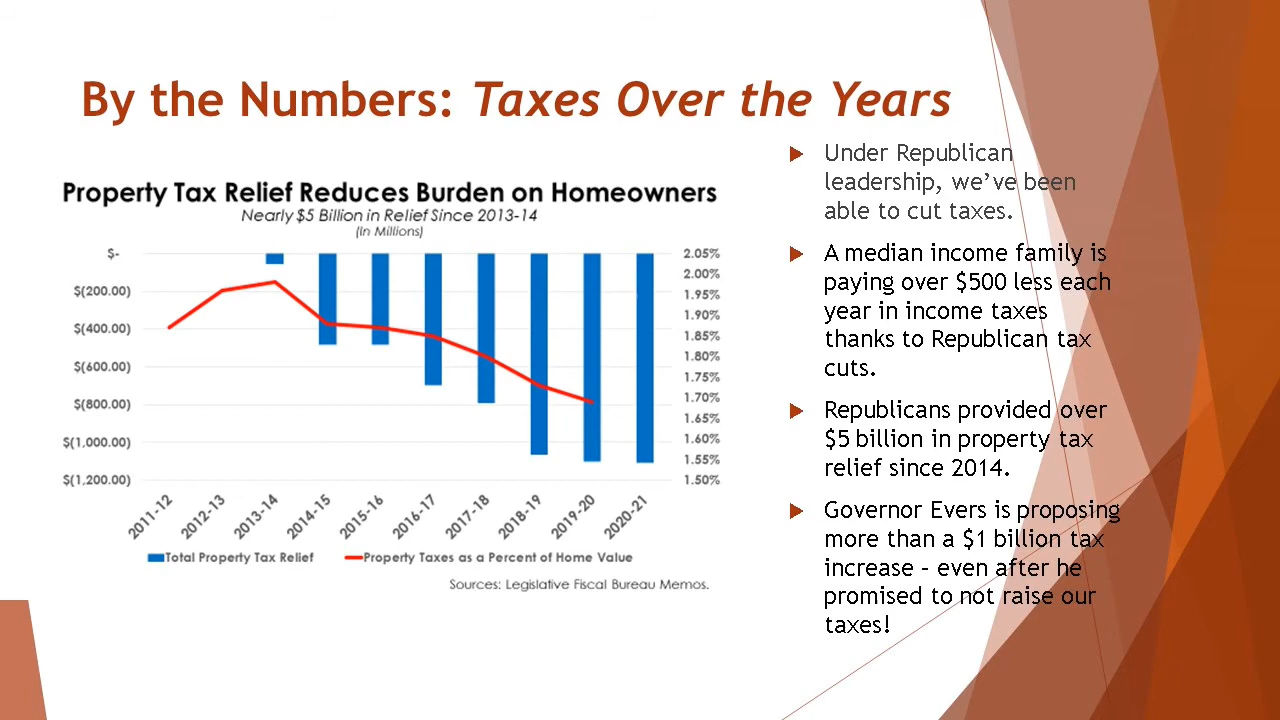 By the Numbers: Taxes Over the Years
Property Tax Relief Reduces Burden on Homeowners
Nearly $5 Billion in Relief Since 2013-14
(In Millions)
$-
$(200.00)
$(400.00)
$(600.00)
$(800.00)
$(1,000.00)
$(1,200.00)
2.05%
2.00%
1.95%
1.90%
1.85%
1.80%
1.75%
1.70%
1.65%
1.60%
1.55%
1.50%
2011-12
2012-13
2013-14
2014-15
2015-16
2016-17
2017-18
2018-19
2019-20
2020-21
Total Property Tax Relief
Property Taxes as a Percent of Home Value
Sources: Legislative Fiscal Bureau Memos.
Under Republican
leadership, we’ve been
able to cut taxes.
A median income family is
paying over $500 less each
year in income taxes
thanks to Republican tax
cuts.
Republicans provided over
$5 billion in property tax
relief since 2014.
Governor Evers is proposing
more than a $1 billion tax
increase – even after he
promised to not raise our
taxes!